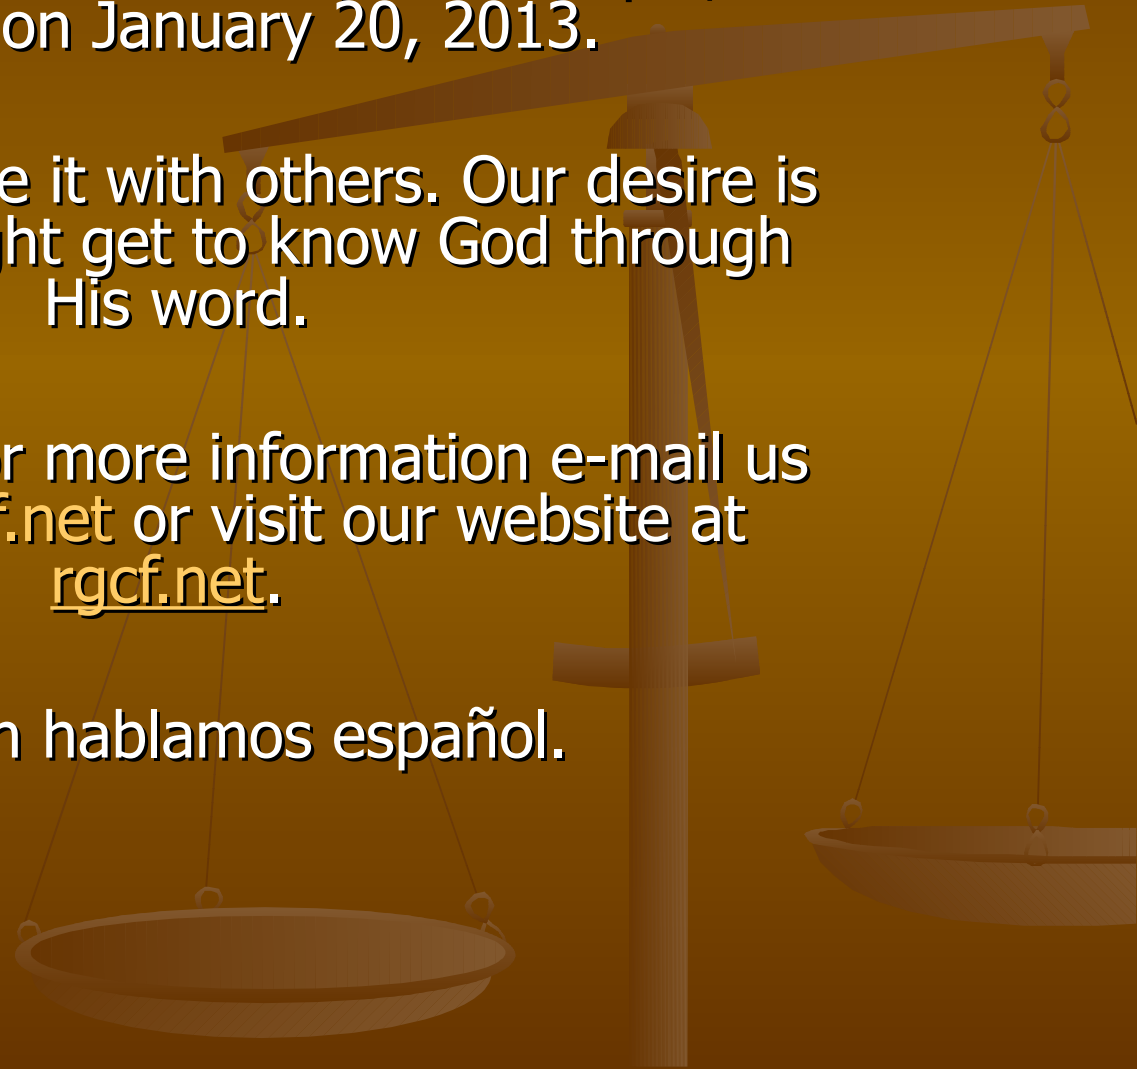 on January 20, 2013.
e it with others. Our desire is
ght get to know God through
His word.
r more information e-mail us
f.net or visit our website at
rgcf.net.
n hablamos español.